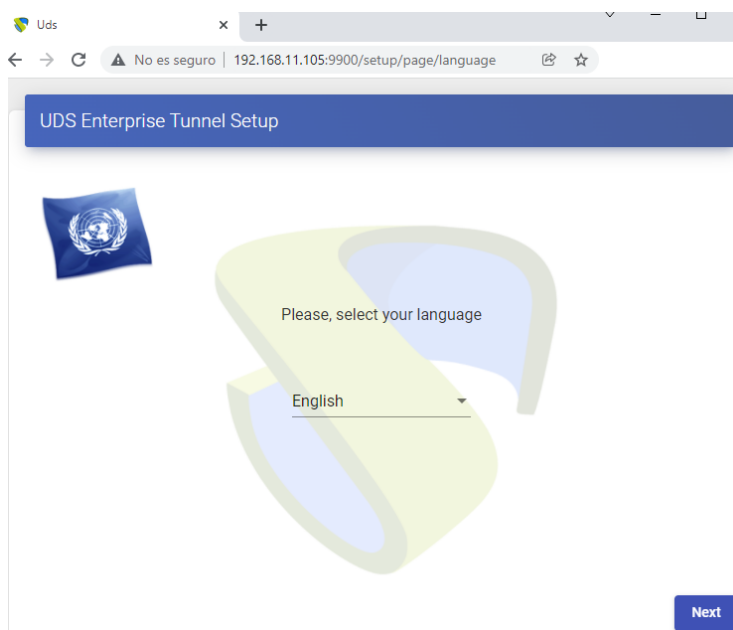 Uds
No es seguro | 192.168.11.105:9900/setup/page/language
UDS Enterprise Tunnel Setup
Please, select your language
English
Next